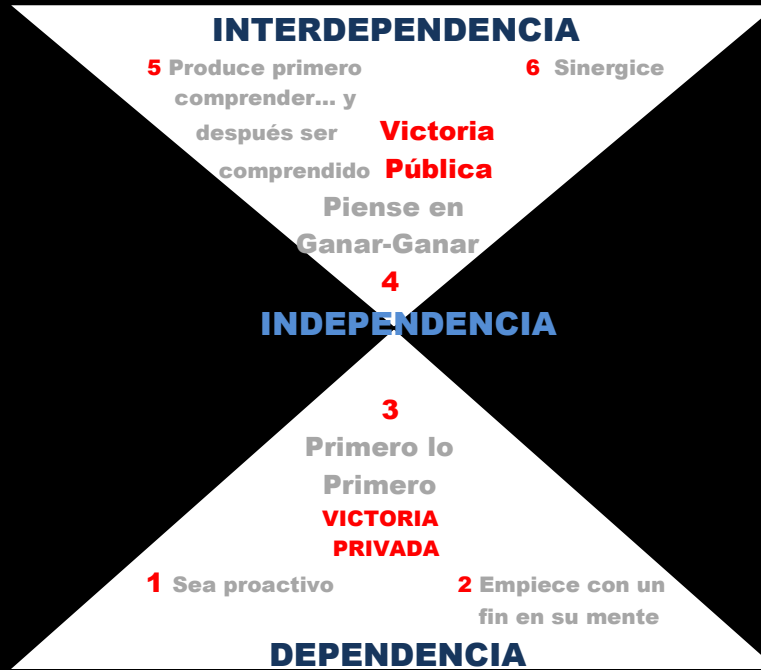 INTERDEPENDENCIA
5 Produce primero
comprender... y
después ser
comprendido
6 Sinergice
Victoria
Pública
Piense en
Ganar-Ganar
4
INDEPENDENCIA
3
Primero lo
Primero
VICTORIA
PRIVADA
1 Sea proactivo
2 Empiece con un
fin en su mente
DEPENDENCIA